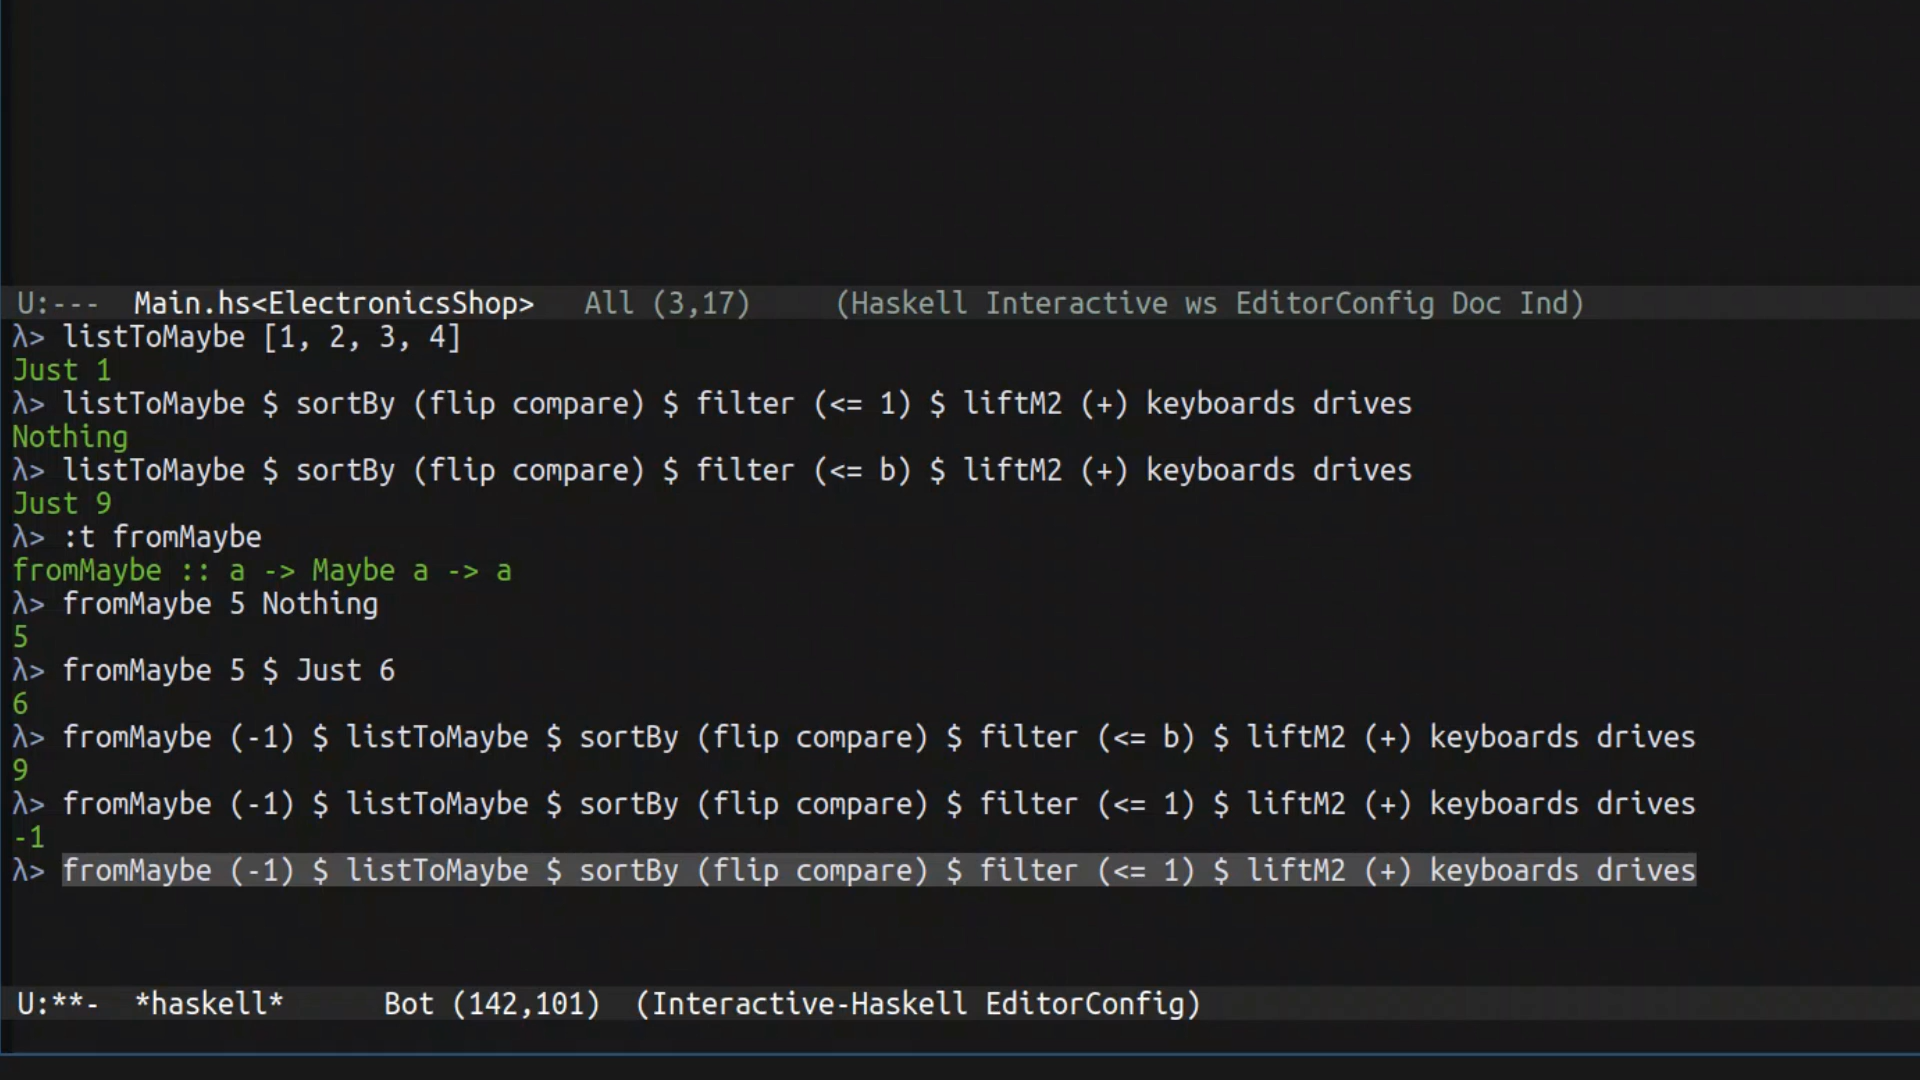 U:--- Main.hs<ElectronicsShop> All (3,17) (Haskell Interactive ws EditorConfig Doc Ind)
λ> listToMaybe [1, 2, 3, 4]
Just 1
λ> listToMaybe $ sortBy (flip compare) $ filter (<= 1) $ liftM2 (+) keyboards drives
Nothing
λ> listToMaybe $ sortBy (flip compare) $ filter (<= b) $ liftM2 (+) keyboards drives
Just 9
λ> :t fromMaybe
fromMaybe :: a -> Maybe a -> a
λ> fromMaybe 5 Nothing
5
λ> fromMaybe 5 $ Just 6
6
λ> fromMaybe (-1) $ listToMaybe $ sortBy (flip compare) $ filter (<= b) $ liftM2 (+) keyboards drives
9
λ> fromMaybe (-1) $ listToMaybe $ sortBy (flip compare) $ filter (<= 1) $ liftM2 (+) keyboards drives
-1
λ> fromMaybe (-1) $ listToMaybe $ sortBy (flip compare) $ filter (<= 1) $ liftM2 (+) keyboards drives
U:**- *haskell* Bot (142,101) (Interactive-Haskell EditorConfig)